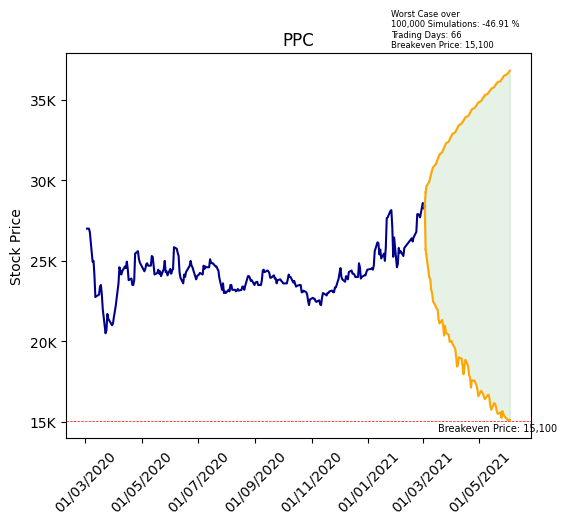 Worst Case over
100,000 Simulations: -46.91 %
Trading Days: 66
Breakeven Price: 15,100
PPC
Stock Price
35K
30K
25K
20K
15K
Breakeven Price: 15,100
01/03/2020
01/05/2020
01/07/2020
01/09/2020
01/11/2020
01/01/2021
01/03/2021
01/05/2021